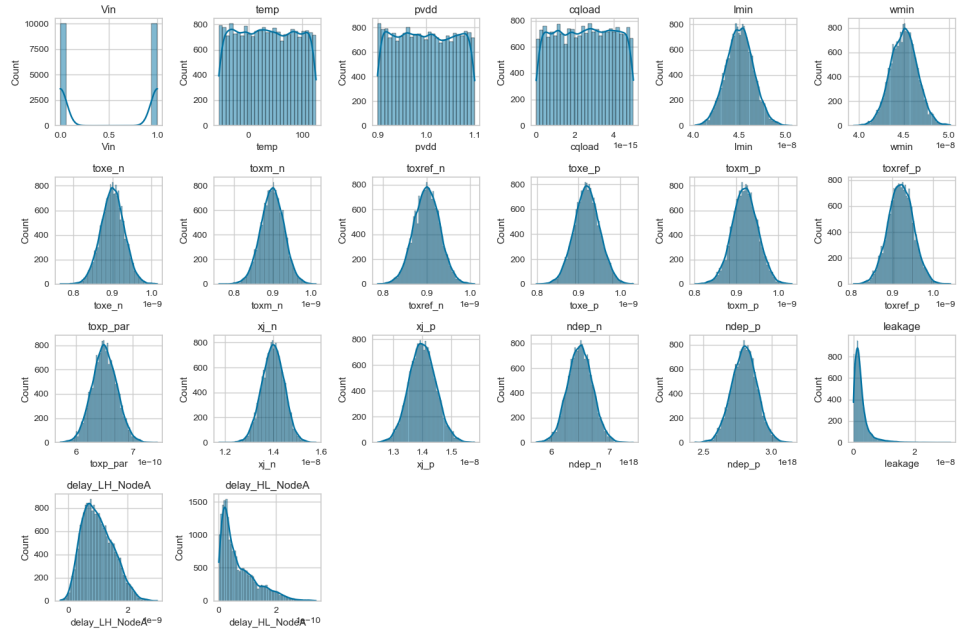 Vin
temp
pvdd
cqload
lmin
wmin
Count
10000
7500
5000
2500
0
0.0
0.5
1.0
Vin
Count
800
600
400
200
0
0
100
temp
Count
800
600
400
200
0
0.9
1.0
1.1
pvdd
Count
800
600
400
200
0
0
2
4
1e−15
cqload
Count
800
600
400
200
0
4.0
4.5
5.0
1e−8
lmin
Count
1000
800
600
400
200
0
4.0
4.5
5.0
1e−8
wmin
toxe_n
toxm_n
toxref_n
toxe_p
toxm_p
toxref_p
Count
800
600
400
200
0
0.8
0.9
1.0
1e−9
toxe_n
Count
800
600
400
200
0
0.8
0.9
1.0
1e−9
toxm_n
Count
800
600
400
200
0
0.8
0.9
1.0
1e−9
toxref_n
Count
800
600
400
200
0
0.8
0.9
1.0
1e−9
toxe_p
Count
800
600
400
200
0
0.8
0.9
1.0
1e−9
toxm_p
Count
800
600
400
200
0
0.8
0.9
1.0
1e−9
toxref_p
toxp_par
xj_n
xj_p
ndep_n
ndep_p
leakage
Count
800
600
400
200
0
6
7
1e−10
toxp_par
Count
800
600
400
200
0
1.2
1.4
1.6
1e−8
xj_n
Count
800
600
400
200
0
1.3
1.4
1.5
1e−8
xj_p
Count
800
600
400
200
0
6
7
1e18
ndep_n
Count
800
600
400
200
0
2.5
3.0
1e18
ndep_p
Count
800
600
400
200
0
0
2
1e−8
leakage
delay_LH_NodeA
delay_HL_NodeA
Count
800
600
400
200
0
0
2
1e−9
delay_LH_NodeA
Count
1500
1000
500
0
0
2
1e−10
delay_HL_NodeA